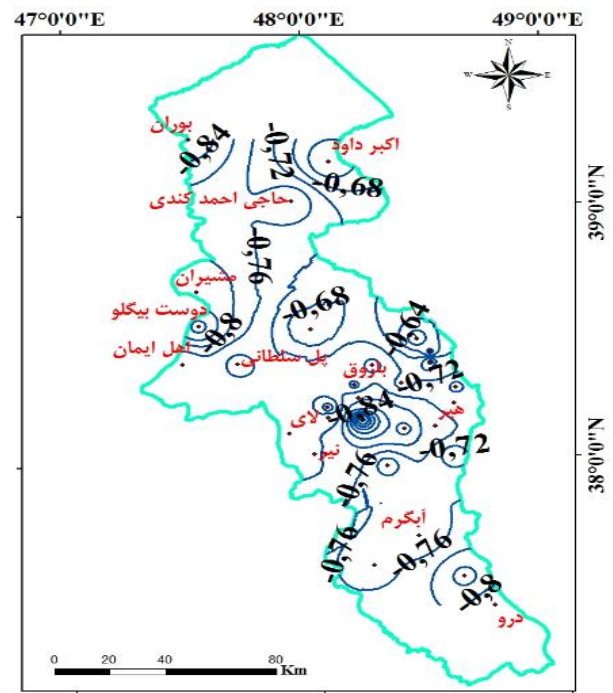 47°0'0"E 48°0'0"E 49°0'0"E
N
W E
S
بوران
-0,84
-0,72
اکبر داود
-0,68
حاجی احمد کندی
39°0'0"N
-0,76
مشیران
دوست بیگلو
-0,8
-0,68
-0,64
اهل ایمان
پل سلطانی
بازوق
-0,72
-0,84
لای
هیر
نیر
-0,72
38°0'0"N
-0,76
آبگرم
-0,76
-0,76
-0,8
درو
0 20 40 80
Km